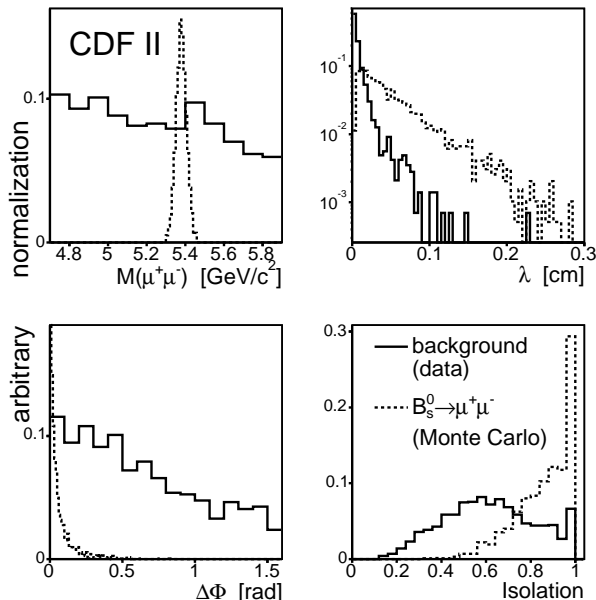 CDF II
normalization
0.1
0
4.8 5 5.2 5.4 5.6 5.8
M(μ⁺μ⁻) [GeV/c²]
10⁻¹
10⁻²
10⁻³
0 0.1 0.2 0.3
λ [cm]
arbitrary
0.1
0
0 0.5 1 1.5
ΔΦ [rad]
0.3
0.2
0.1
0
background
(data)
B⁰ₛ→μ⁺μ⁻
(Monte Carlo)
0 0.2 0.4 0.6 0.8 1
Isolation